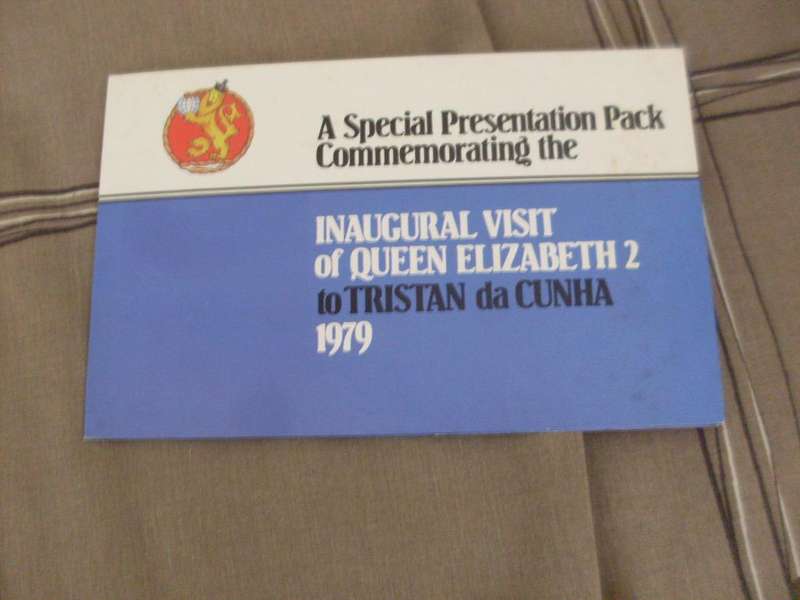 A Special Presentation Pack
Commemorating the
INAUGURAL VISIT
of QUEEN ELIZABETH 2
to TRISTAN da CUNHA
1979